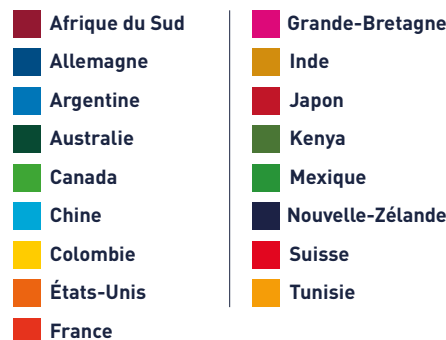 Afrique du Sud
Allemagne
Argentine
Australie
Canada
Chine
Colombie
États-Unis
France
Grande-Bretagne
Inde
Japon
Kenya
Mexique
Nouvelle-Zélande
Suisse
Tunisie